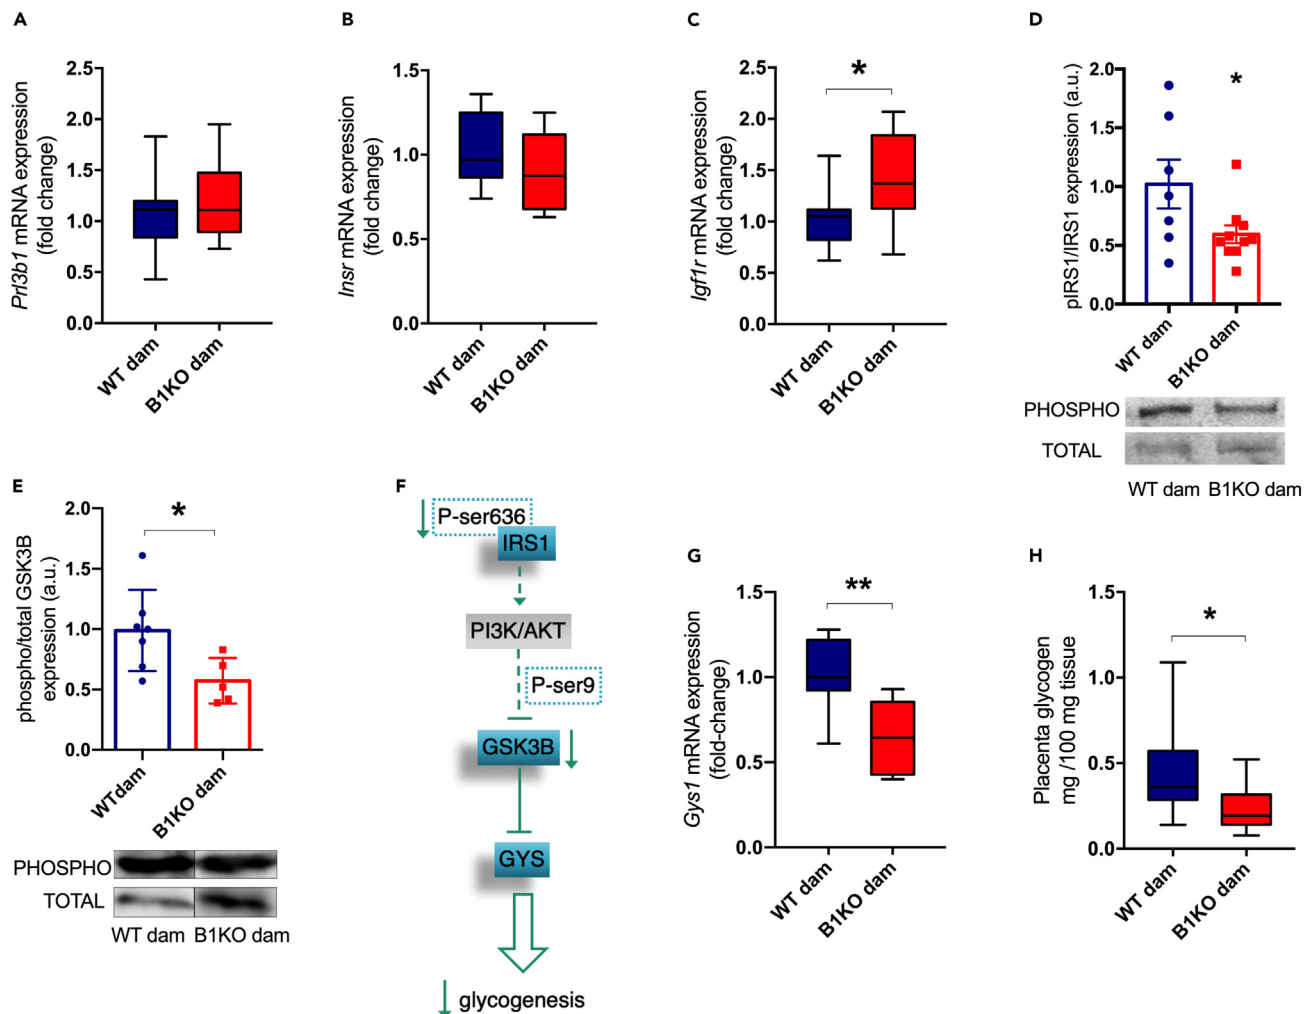 A
Prl3b1 mRNA expression
(fold change)
2.5
2.0
1.5
1.0
0.5
0.0
WT dam
B1KO dam
B
Insr mRNA expression
(fold change)
1.5
1.0
0.5
0.0
WT dam
B1KO dam
C
Igf1r mRNA expression
(fold change)
2.5
2.0
1.5
1.0
0.5
0.0
*
WT dam
B1KO dam
D
pIRS1/IRS1 expression (a.u.)
2.0
1.5
1.0
0.5
0.0
*
WT dam
B1KO dam
PHOSPHO
TOTAL
WT dam B1KO dam
E
phospho/total GSK3B
expression (a.u.)
2.0
1.5
1.0
0.5
0.0
*
WTdam
B1KO dam
PHOSPHO
TOTAL
WT dam B1KO dam
F
P-ser636
IRS1
PI3K/AKT
P-ser9
GSK3B
GYS
glycogenesis
G
Gys1 mRNA expression
(fold-change)
1.5
1.0
0.5
0.0
**
WT dam
B1KO dam
H
Placenta glycogen
mg /100 mg tissue
1.5
1.0
0.5
0.0
*
WT dam
B1KO dam